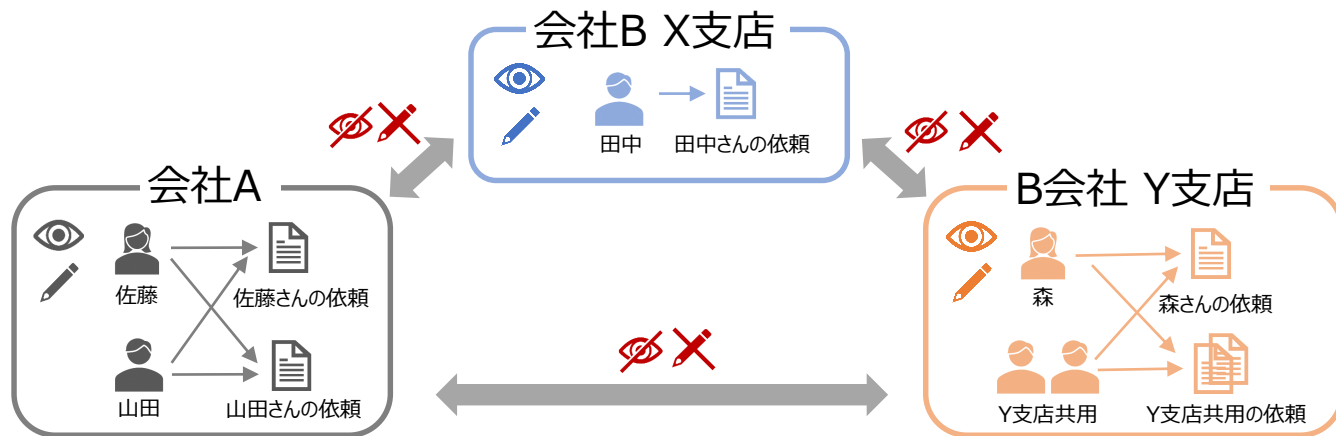 会社B X支店
田中
田中さんの依頼
会社A
佐藤
佐藤さんの依頼
山田
山田さんの依頼
B会社 Y支店
森
森さんの依頼
Y支店共用
Y支店共用の依頼